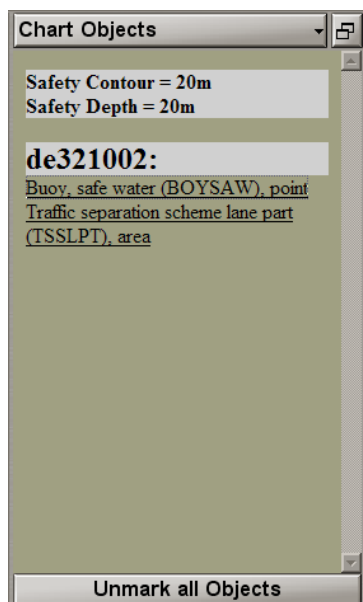 Chart Objects
Safety Contour = 20m
Safety Depth = 20m
de321002:
Buoy, safe water (BOYSAW), point
Traffic separation scheme lane part
(TSSLPT), area
Unmark all Objects